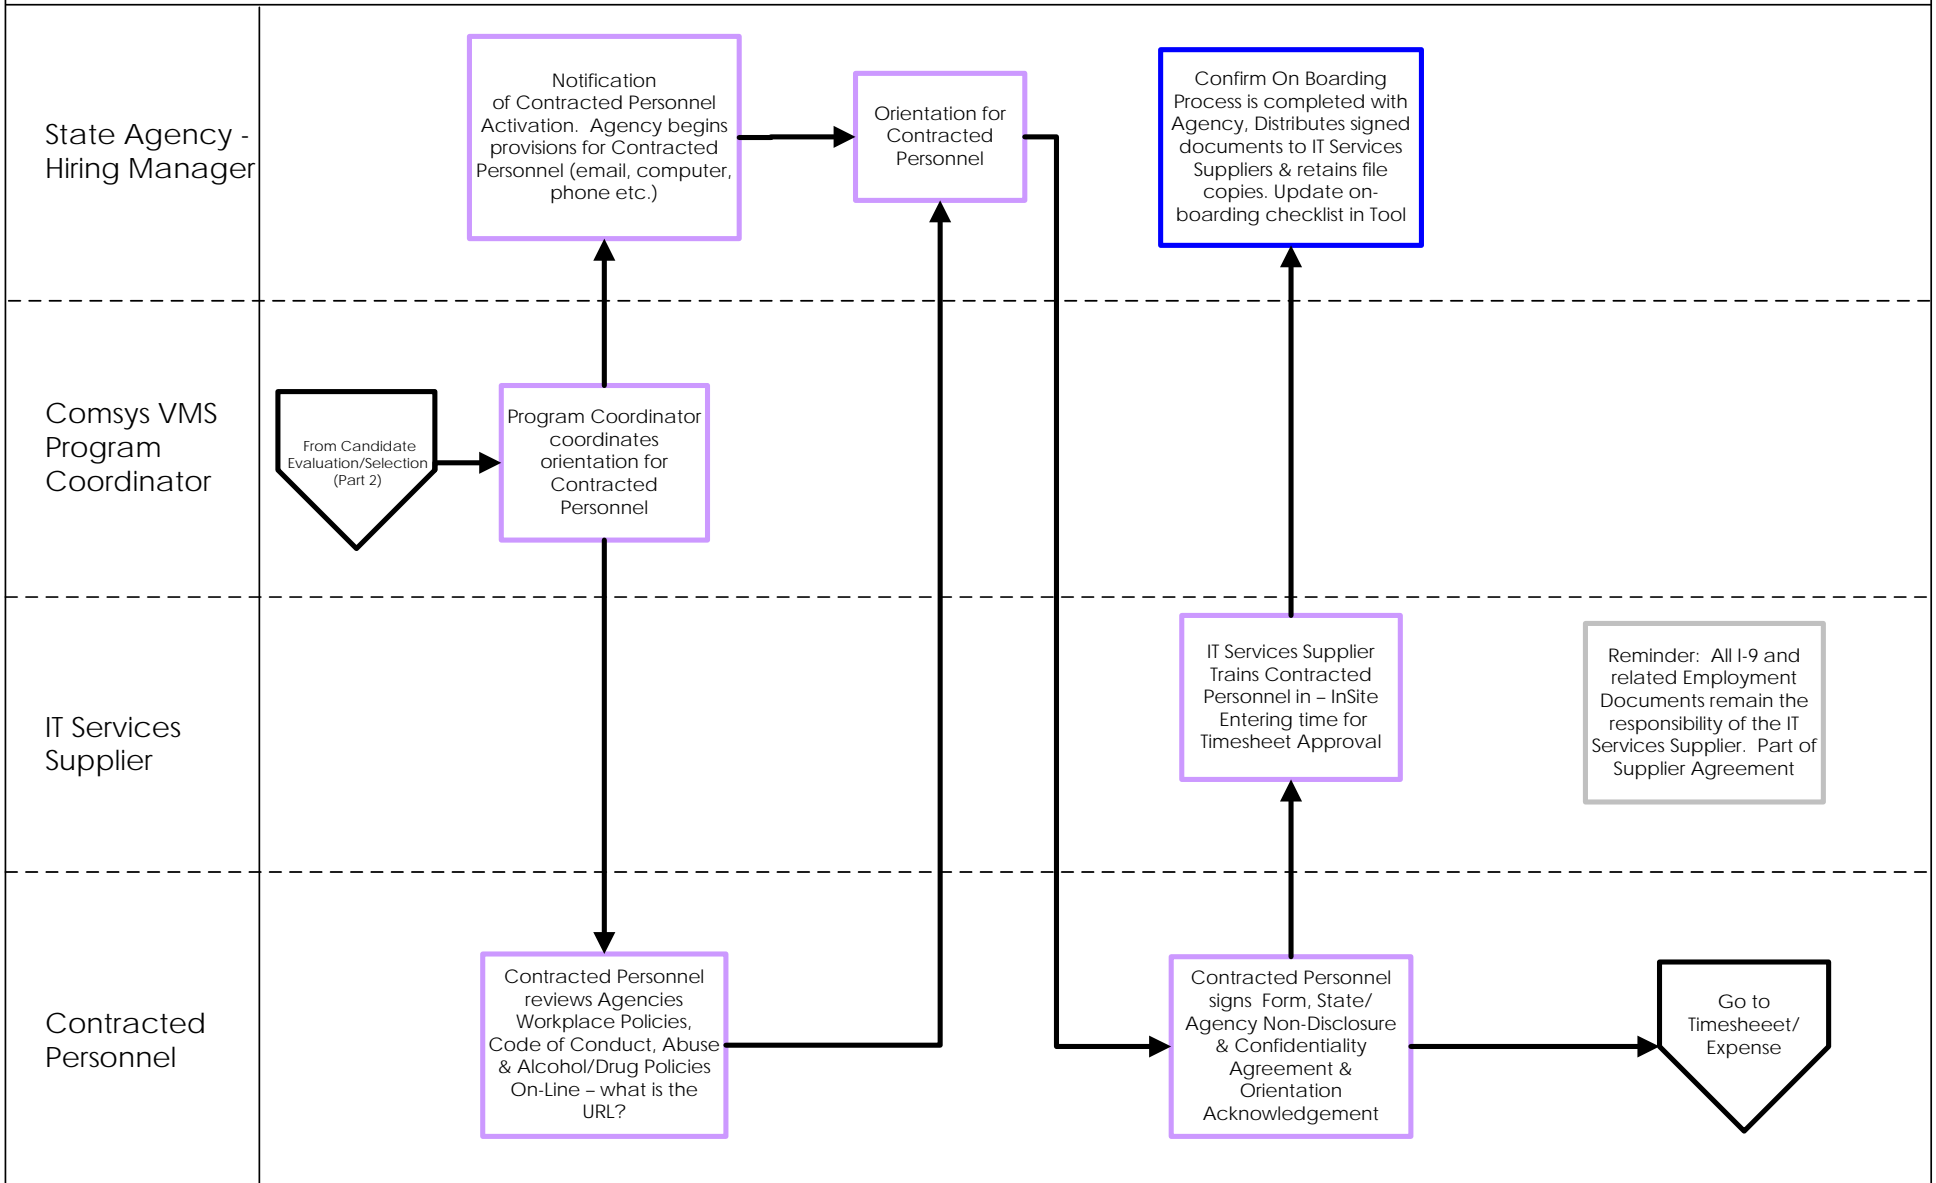 State Agency -
Hiring Manager
Notification
of Contracted Personnel
Activation.  Agency begins
provisions for Contracted
Personnel (email, computer,
phone etc.)
Orientation for
Contracted
Personnel
Confirm On Boarding
Process is completed with
Agency, Distributes signed
documents to IT Services
Suppliers & retains file
copies. Update on-
boarding checklist in Tool
Comsys VMS
Program
Coordinator
From Candidate
Evaluation/Selection
(Part 2)
Program Coordinator
coordinates
orientation for
Contracted
Personnel
IT Services
Supplier
IT Services Supplier
Trains Contracted
Personnel in – InSite
Entering time for
Timesheet Approval
Reminder:  All I-9 and
related Employment
Documents remain the
responsibility of the IT
Services Supplier.  Part of
Supplier Agreement
Contracted
Personnel
Contracted Personnel
reviews Agencies
Workplace Policies,
Code of Conduct, Abuse
& Alcohol/Drug Policies
On-Line – what is the
URL?
Contracted Personnel
signs  Form, State/
Agency Non-Disclosure
& Confidentiality
Agreement &
Orientation
Acknowledgement
Go to
Timesheeet/
Expense